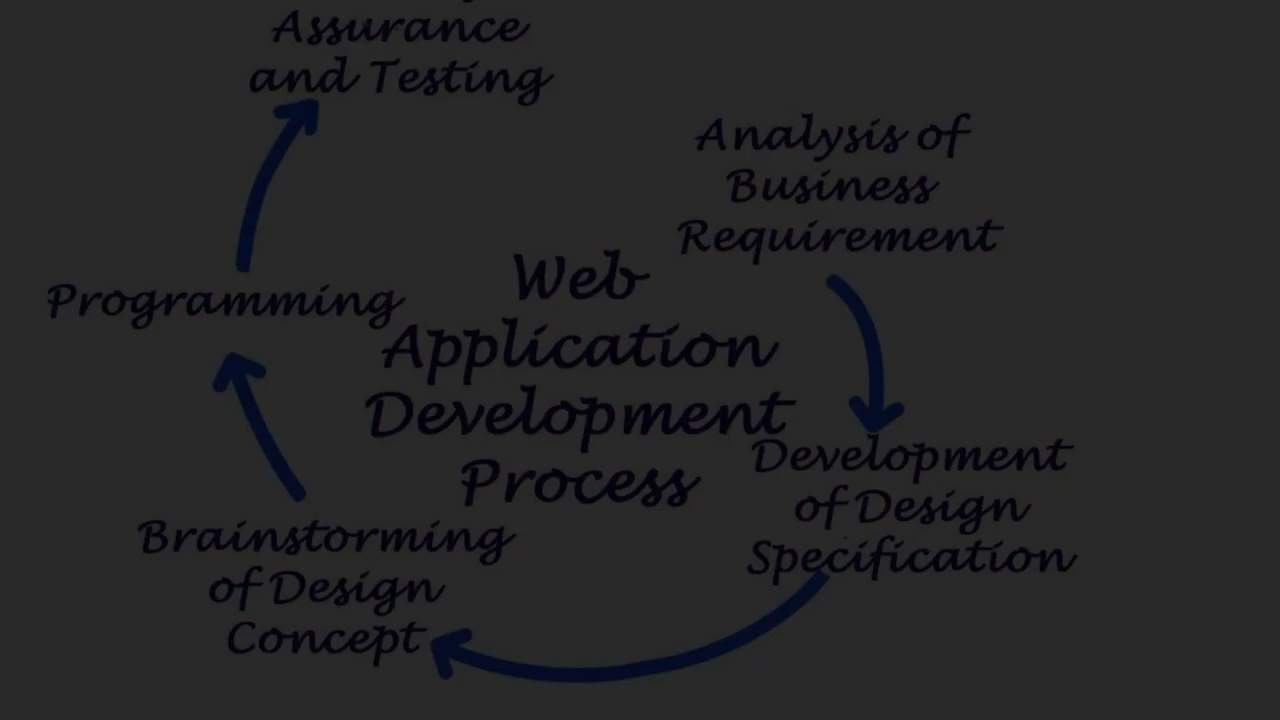 Assurance
and Testing
Analysis of
Business
Requirement
Web
Application
Development
Process
Programming
Development
of Design
Specification
Brainstorming
of Design
Concept